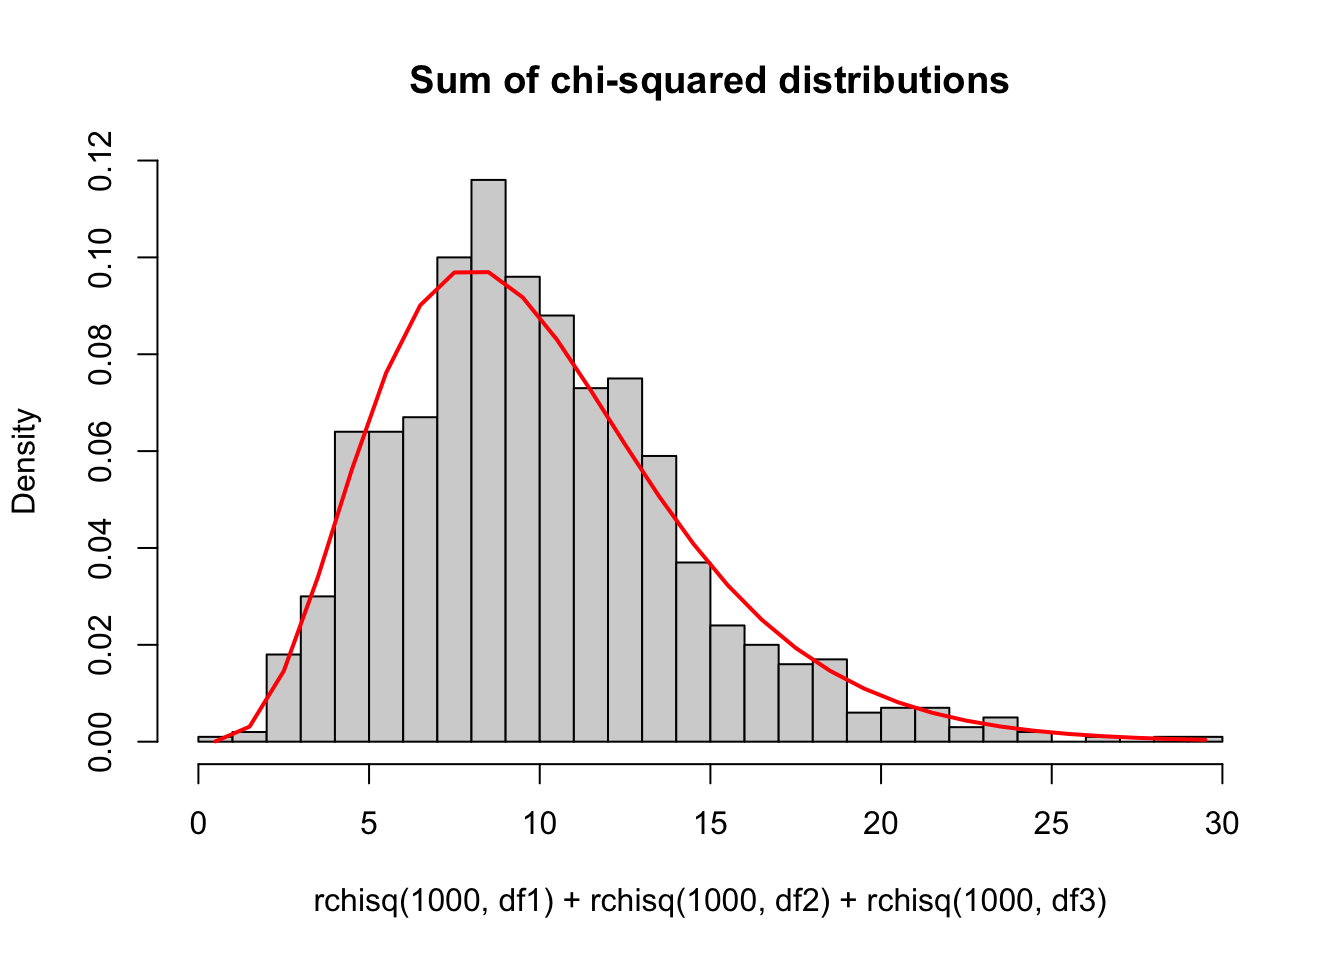 Sum of chi-squared distributions
Density
0.12
0.10
0.08
0.06
0.04
0.02
0.00
0 5 10 15 20 25 30
rchisq(1000, df1) + rchisq(1000, df2) + rchisq(1000, df3)